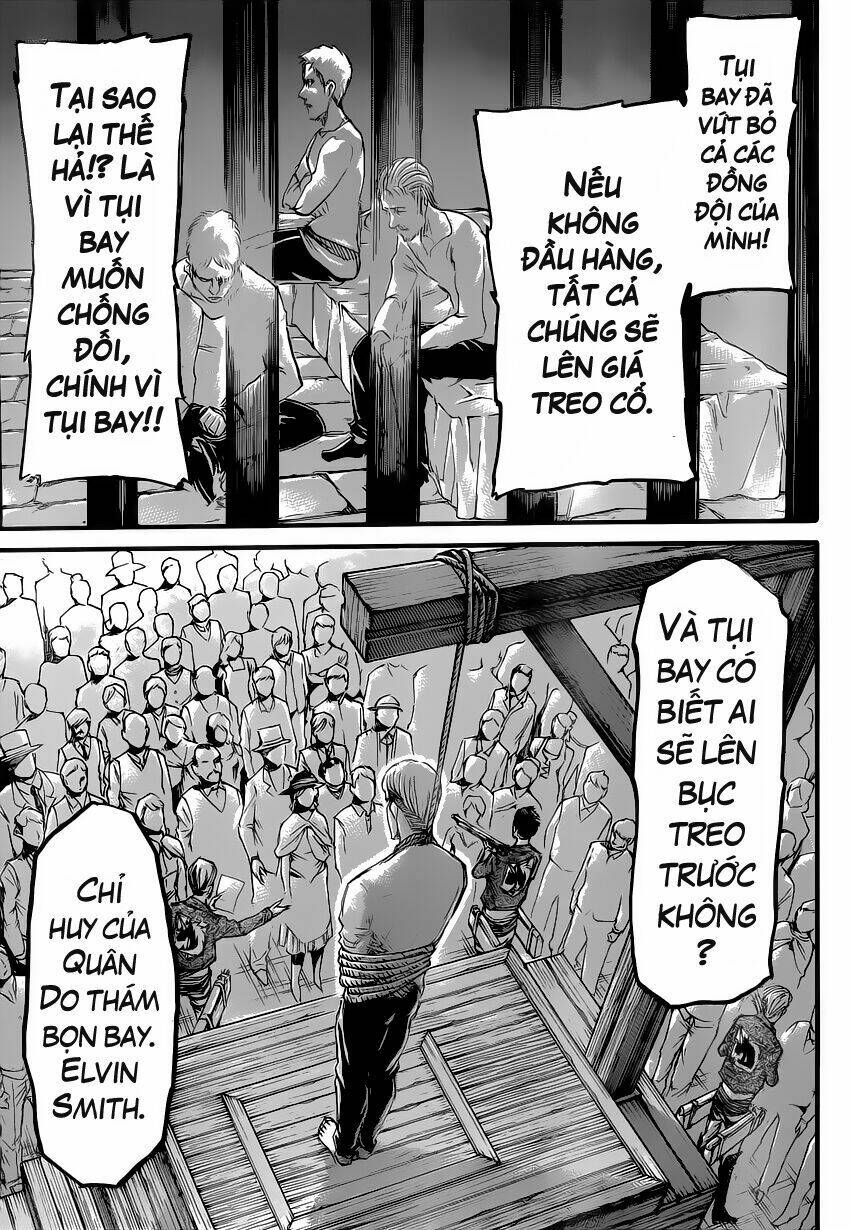 TỤI
BAY ĐÃ
VỨT BỎ
CẢ CÁC
ĐỒNG
ĐỘI CỦA
MÌNH!
NẾU
KHÔNG
ĐẦU HÀNG,
TẤT CẢ
CHÚNG SẼ
LÊN GIÁ
TREO CỔ.
TẠI SAO
LẠI THẾ
HẢ!? LÀ
VÌ TỤI
BAY
MUỐN
CHỐNG
ĐỐI,
CHÍNH VÌ
TỤI BAY!!
VÀ TỤI
BAY CÓ
BIẾT AI
SẼ LÊN
BỤC
TREO
TRƯỚC
KHÔNG
?
CHỈ
HUY CỦA
QUÂN
DO THÁM
BỌN BAY.
ELVIN
SMITH.